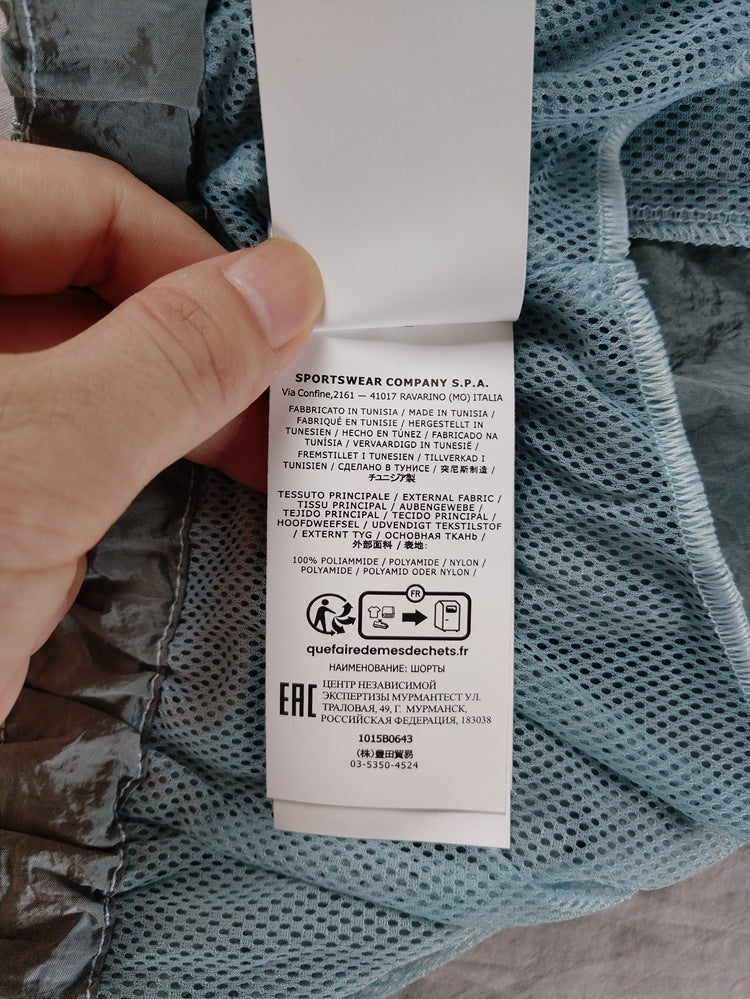 SPORTSWEAR COMPANY S.P.A.
Via Confine,2161 — 41017 RAVARINO (MO) ITALIA
FABBRICATO IN TUNISIA / MADE IN TUNISIA /
FABRIQUÉ EN TUNISIE / HERGESTELLT IN
TUNESIEN / HECHO EN TÚNEZ / FABRICADO NA
TUNÍSIA / VERVAARDIGD IN TUNESIË /
FREMSTILLET I TUNESIEN / TILLVERKAD I
TUNISIEN / СДЕЛАНО В ТУНИСЕ / 突尼斯制造 /
チュニジア製
TESSUTO PRINCIPALE / EXTERNAL FABRIC /
TISSU PRINCIPAL / AUßENGEWEBE /
TEJIDO PRINCIPAL / TECIDO PRINCIPAL /
HOOFDWEEFSEL / UDVENDIGT TEKSTILSTOF
/ EXTERNT TYG / ОСНОВНАЯ ТКАНЬ /
外部面料 / 表地:
100% POLIAMMIDE / POLYAMIDE / NYLON /
POLYAMIDE / POLYAMID ODER NYLON /
FR
quefairedemesdechets.fr
НАИМЕНОВАНИЕ: ШОРТЫ
EAC
ЦЕНТР НЕЗАВИСИМОЙ
ЭКСПЕРТИЗЫ МУРМАНТЕСТ УЛ.
ТРАЛОВАЯ, 49, Г. МУРМАНСК,
РОССИЙСКАЯ ФЕДЕРАЦИЯ, 183038
1015B0643
(株)豊田貿易
03-5350-4524